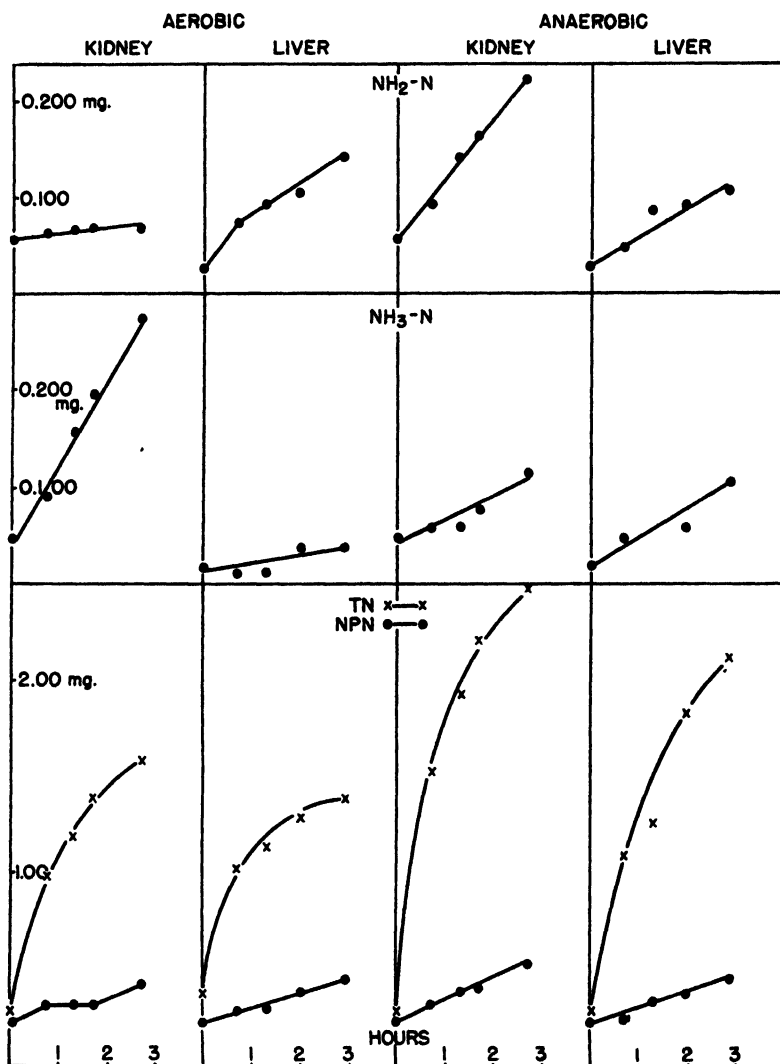 AEROBIC ANAEROBIC
KIDNEY LIVER KIDNEY LIVER
NH₂-N
0.200 mg.
0.100
NH₃-N
0.200
mg.
0.100
TN x—x
NPN ●—●
2.00 mg.
1.00
HOURS
1 2 3 1 2 3 1 2 3 1 2 3